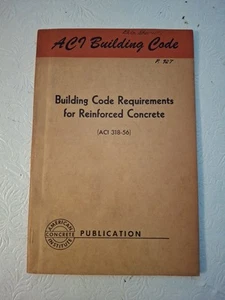 ACI Building Code
Building Code Requirements
for Reinforced Concrete
(ACI 318-56)
AMERICAN
CONCRETE
INSTITUTE
PUBLICATION